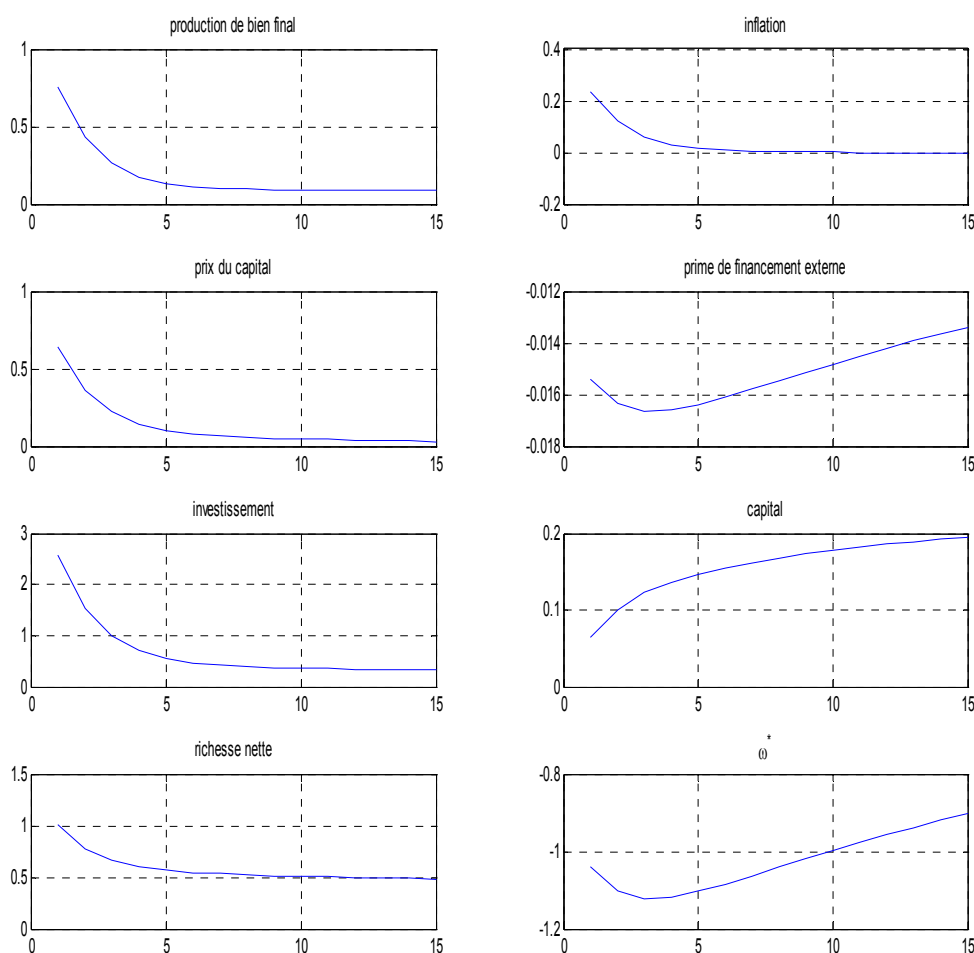 production de bien final
1
0.5
0
0 5 10 15
inflation
0.4
0.2
0
-0.2
0 5 10 15
prix du capital
1
0.5
0
0 5 10 15
prime de financement externe
-0.012
-0.014
-0.016
-0.018
0 5 10 15
investissement
3
2
1
0
0 5 10 15
capital
0.2
0.1
0
0 5 10 15
richesse nette
1.5
1
0.5
0
0 5 10 15
ω*
-0.8
-1
-1.2
0 5 10 15